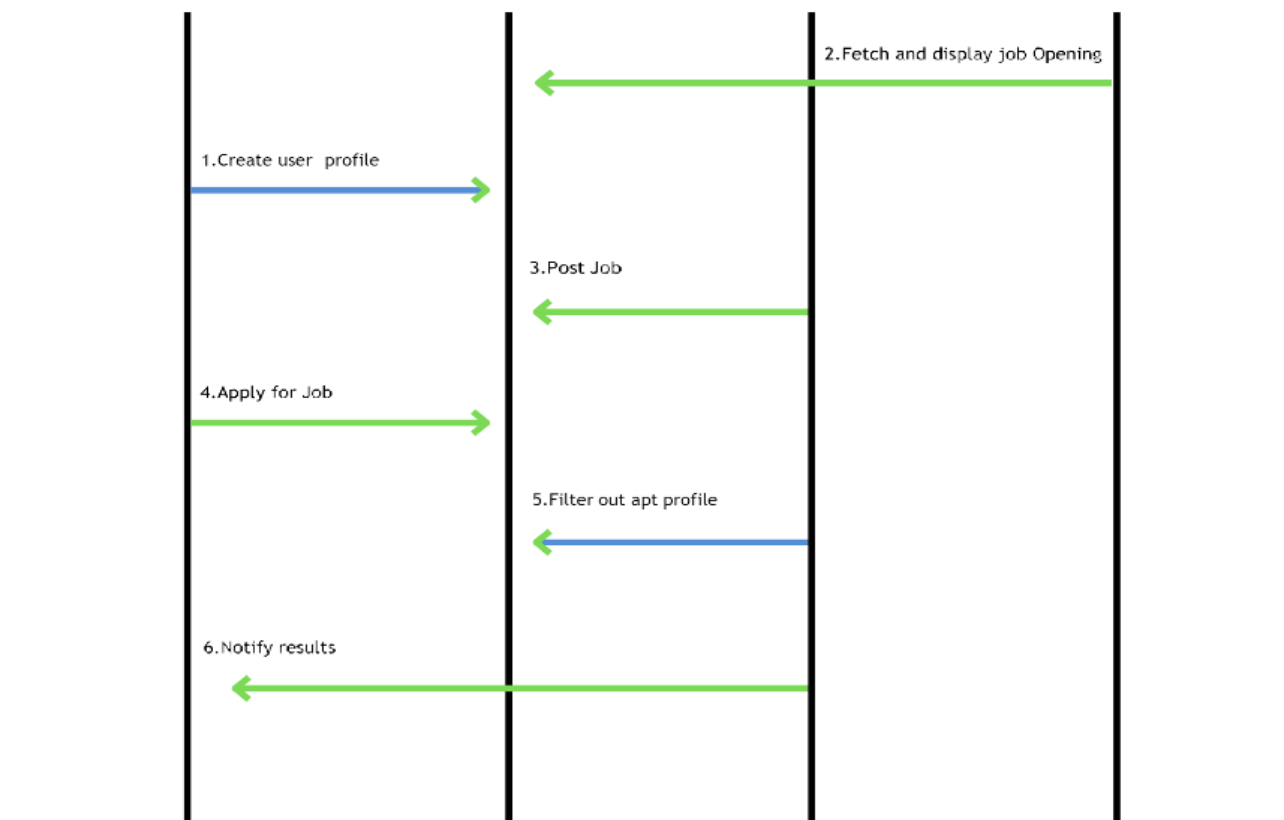 2.Fetch and display job Opening
1.Create user  profile
3.Post Job
4.Apply for Job
5.Filter out apt profile
6.Notify results